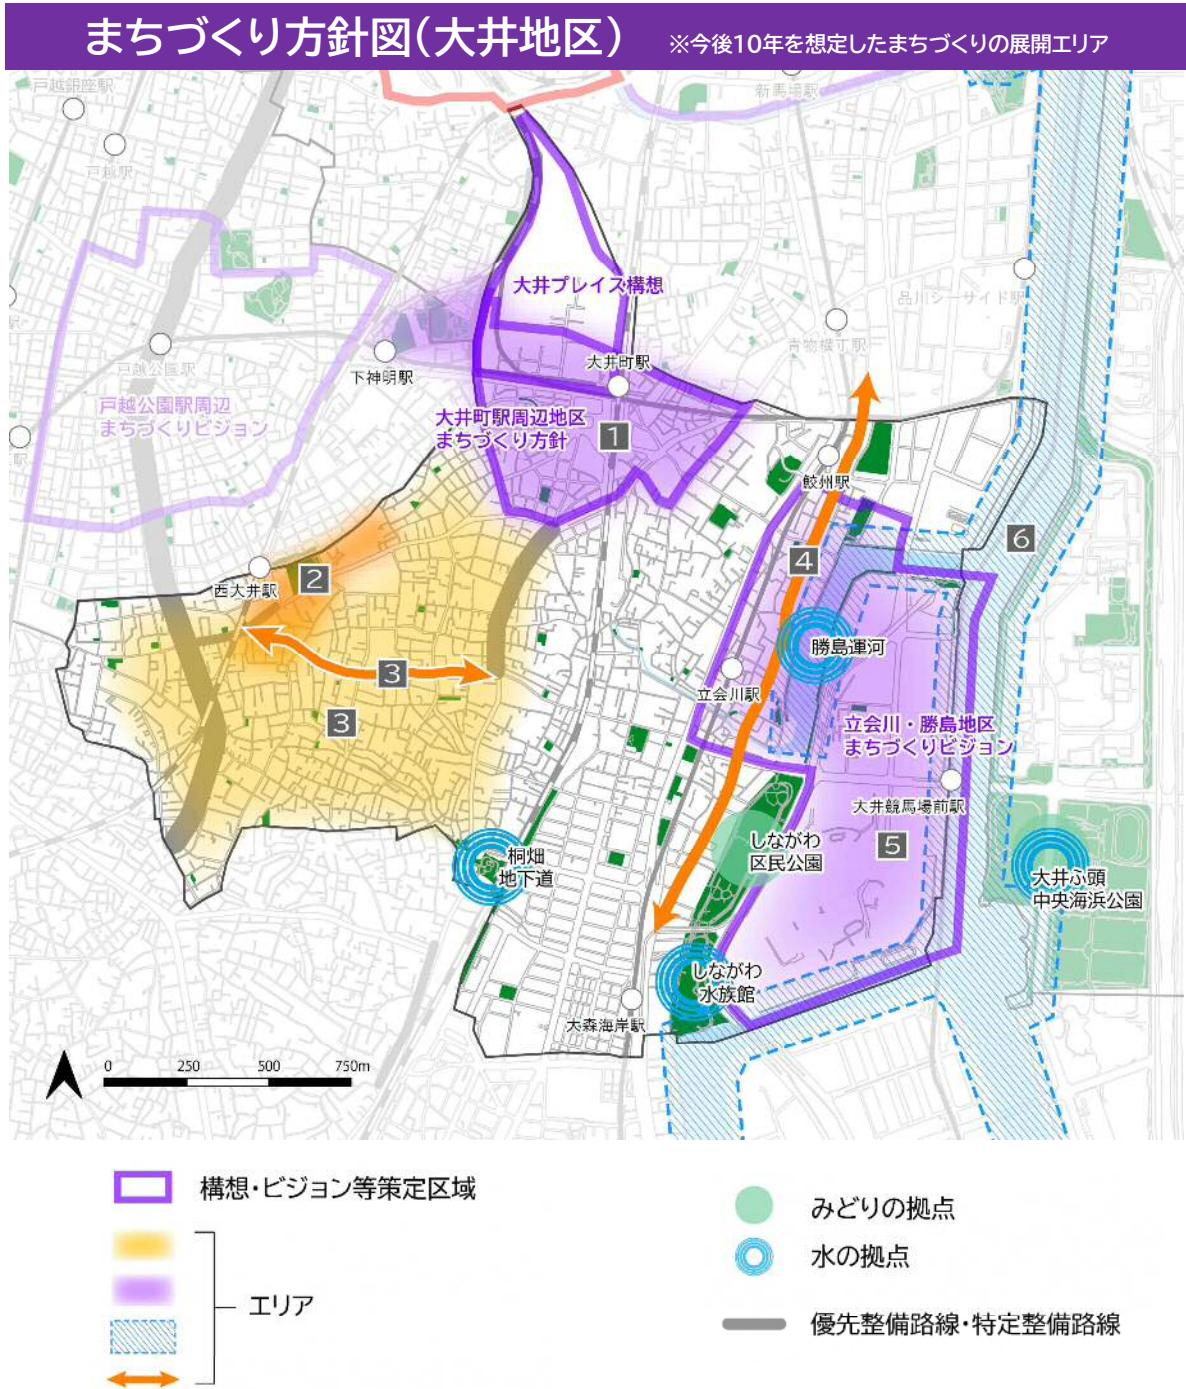 まちづくり方針図(大井地区)
※今後10年を想定したまちづくりの展開エリア
戸越銀座駅
新馬場駅
戸越駅
大井プレイス構想
品川シーサイド駅
青物横丁駅
大井町駅
戸越公園駅
下神明駅
戸越公園駅周辺
まちづくりビジョン
大井町駅周辺地区
まちづくり方針
1
駅
鮫州駅
6
4
2
西大井駅
勝島運河
3
立会川駅
3
立会川・勝島地区
まちづくりビジョン
大井競馬場前駅
しながわ
区民公園
5
桐畑
地下道
大井ふ頭
中央海浜公園
しながわ
水族館
大森海岸駅
0 250 500 750m
構想・ビジョン等策定区域
エリア
みどりの拠点
水の拠点
優先整備路線・特定整備路線